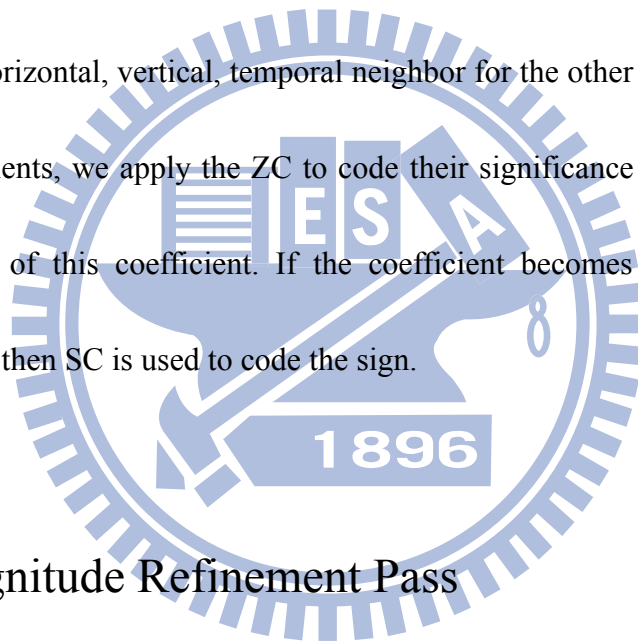 orizontal, vertical, temporal neighbor for the other
ents, we apply the ZC to code their significance
of this coefficient. If the coefficient becomes
then SC is used to code the sign.
gnitude Refinement Pass
E S A
8
1896